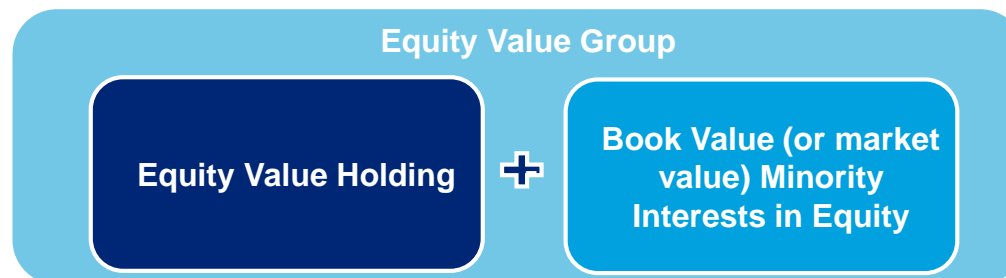 Equity Value Group
Equity Value Holding
+
Book Value (or market
value) Minority
Interests in Equity